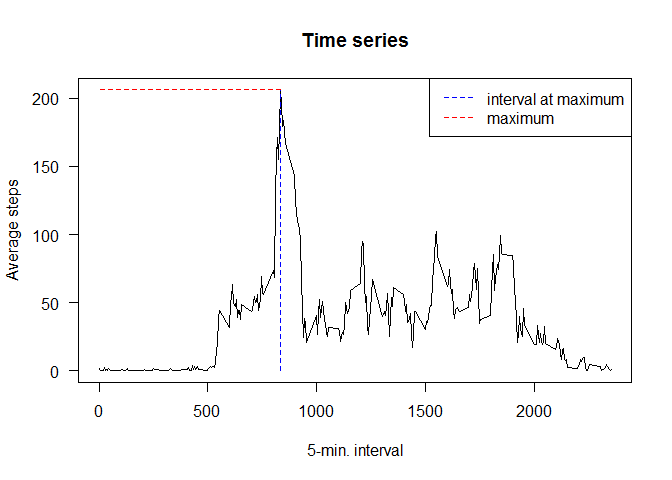 Time series
interval at maximum
maximum
Average steps
200
150
100
50
0
0 500 1000 1500 2000
5-min. interval